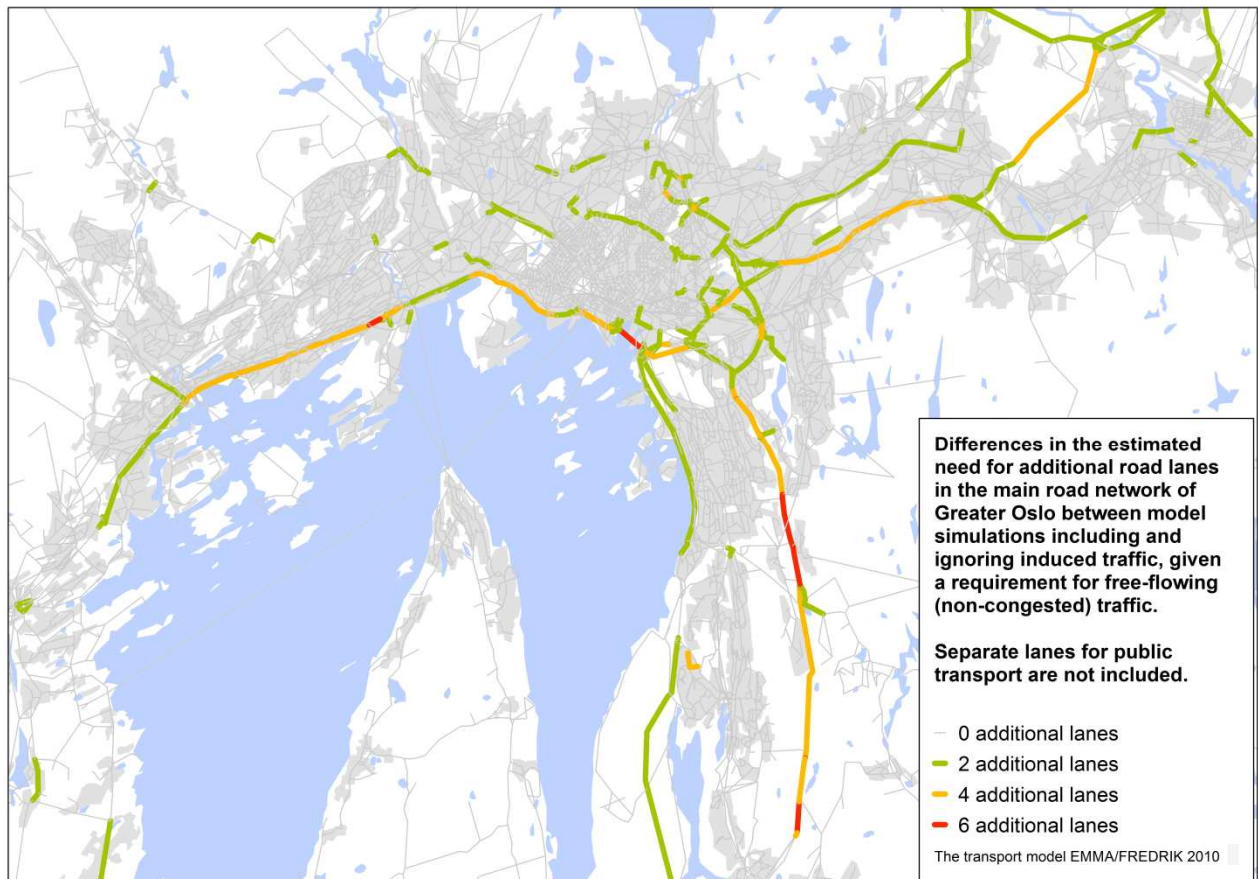 Differences in the estimated
need for additional road lanes
in the main road network of
Greater Oslo between model
simulations including and
ignoring induced traffic, given
a requirement for free-flowing
(non-congested) traffic.
Separate lanes for public
transport are not included.
0 additional lanes
2 additional lanes
4 additional lanes
6 additional lanes
The transport model EMMA/FREDRIK 2010